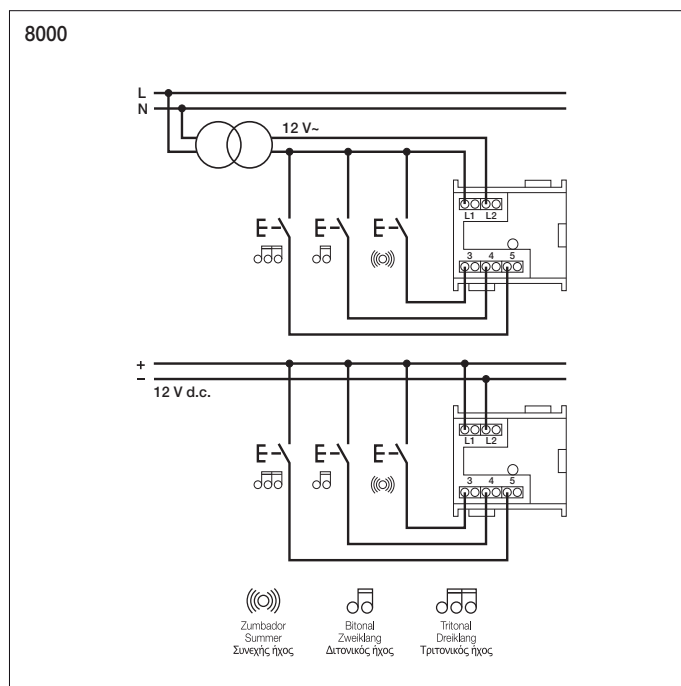 8000
L
N
12 V~
L1 L2
3 4 5
+
−
12 V d.c.
L1 L2
3 4 5
Zumbador
Summer
Συνεχής ήχος
Bitonal
Zweiklang
Διτονικός ήχος
Tritonal
Dreiklang
Τριτονικός ήχος